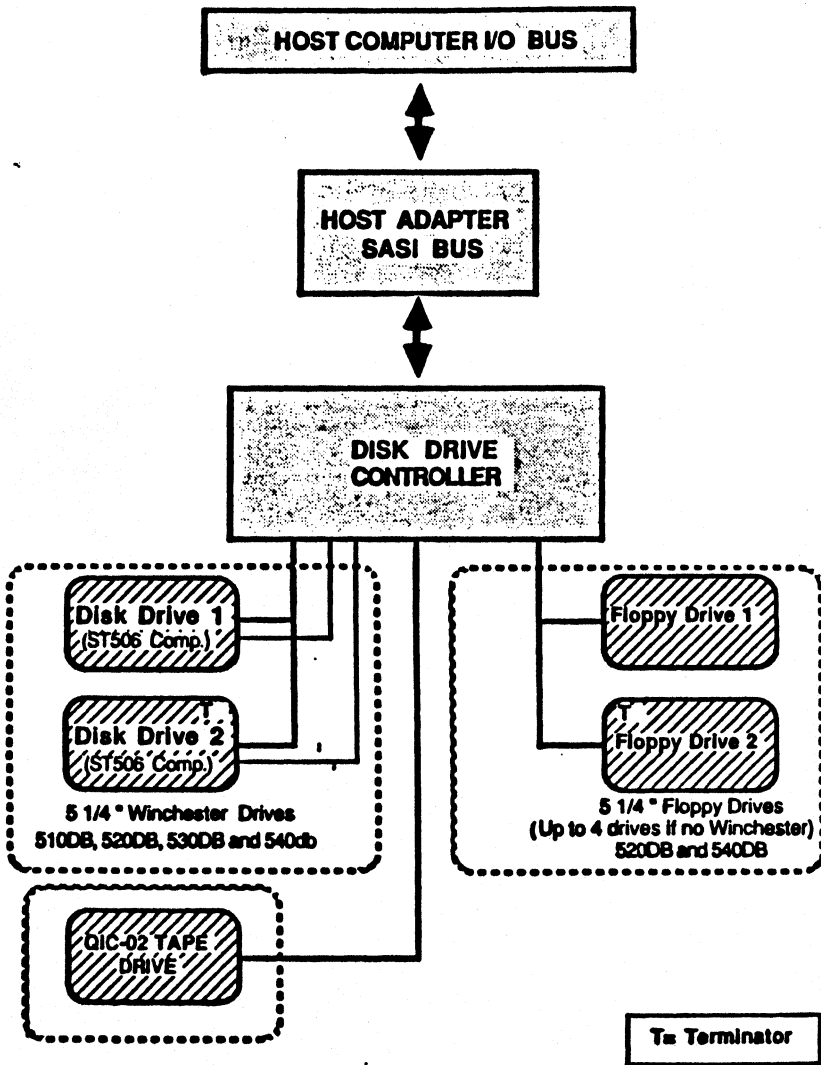 HOST COMPUTER I/O BUS
HOST ADAPTER
SASI BUS
DISK DRIVE
CONTROLLER
Disk Drive 1
(ST506 Comp.)
T
Disk Drive 2
(ST506 Comp.)
5 1/4 " Winchester Drives
510DB, 520DB, 530DB and 540db
Floppy Drive 1
T
Floppy Drive 2
5 1/4 " Floppy Drives
(Up to 4 drives if no Winchester)
520DB and 540DB
QIC-02 TAPE
DRIVE
T= Terminator